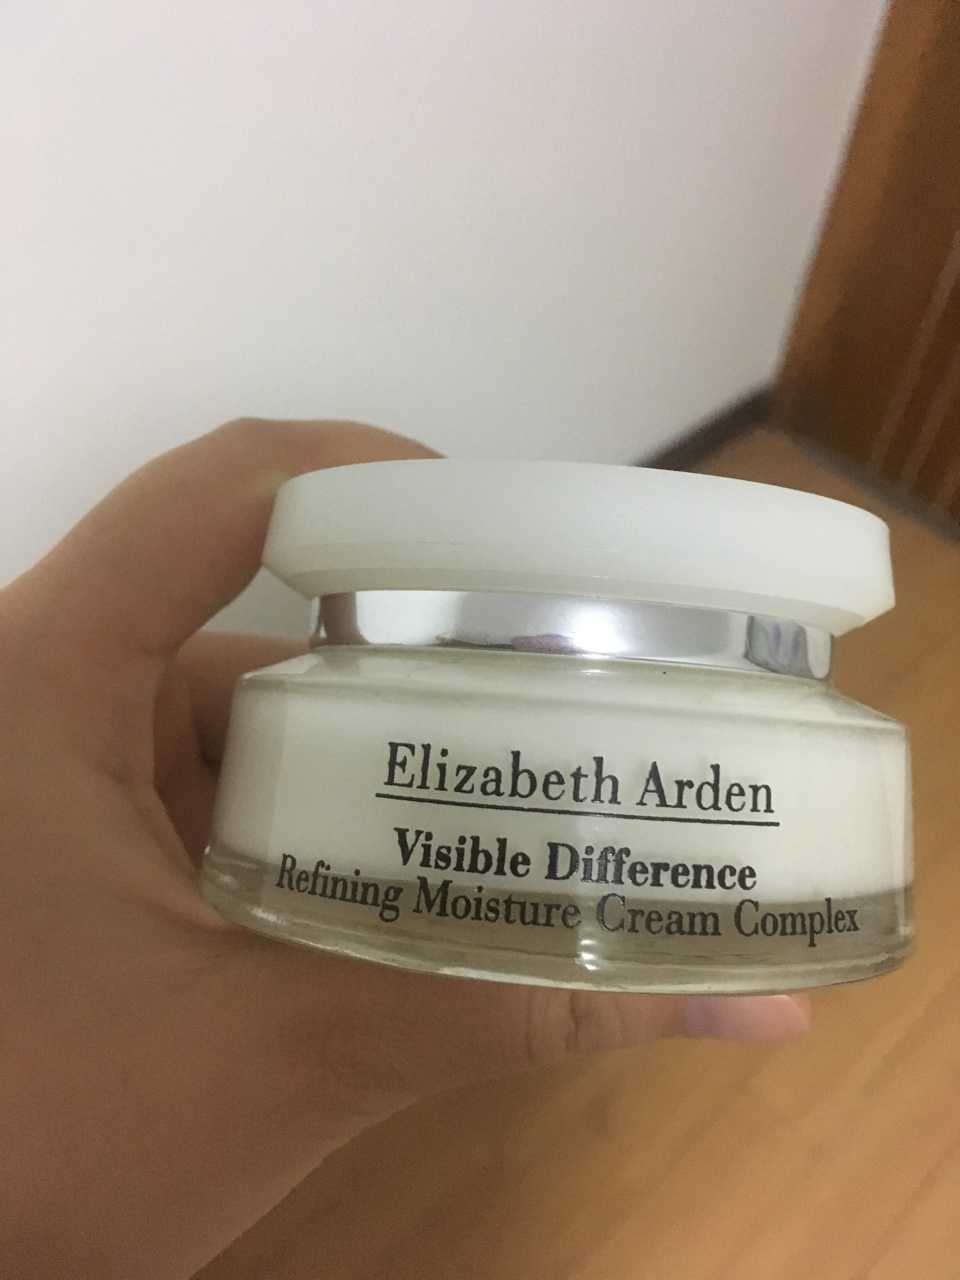 Elizabeth Arden
Visible Difference
Refining Moisture Cream Complex